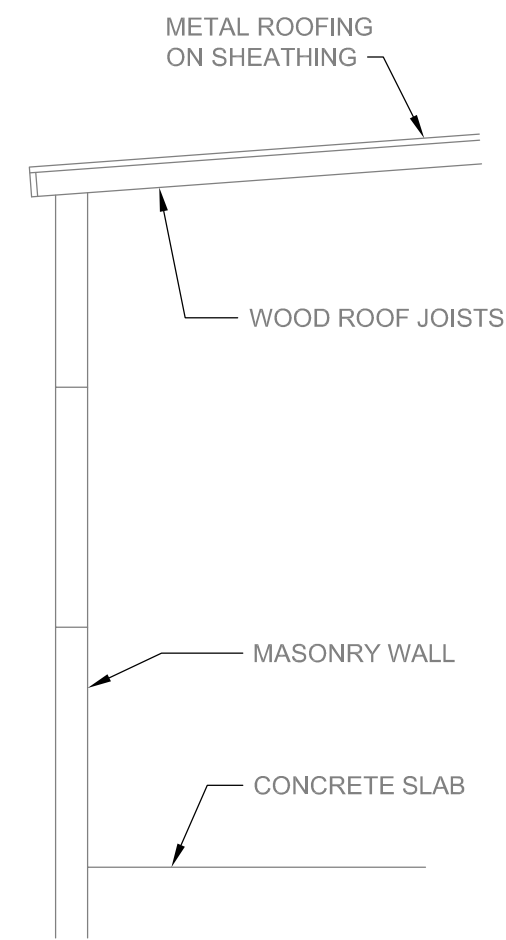 METAL ROOFING
ON SHEATHING
WOOD ROOF JOISTS
MASONRY WALL
CONCRETE SLAB